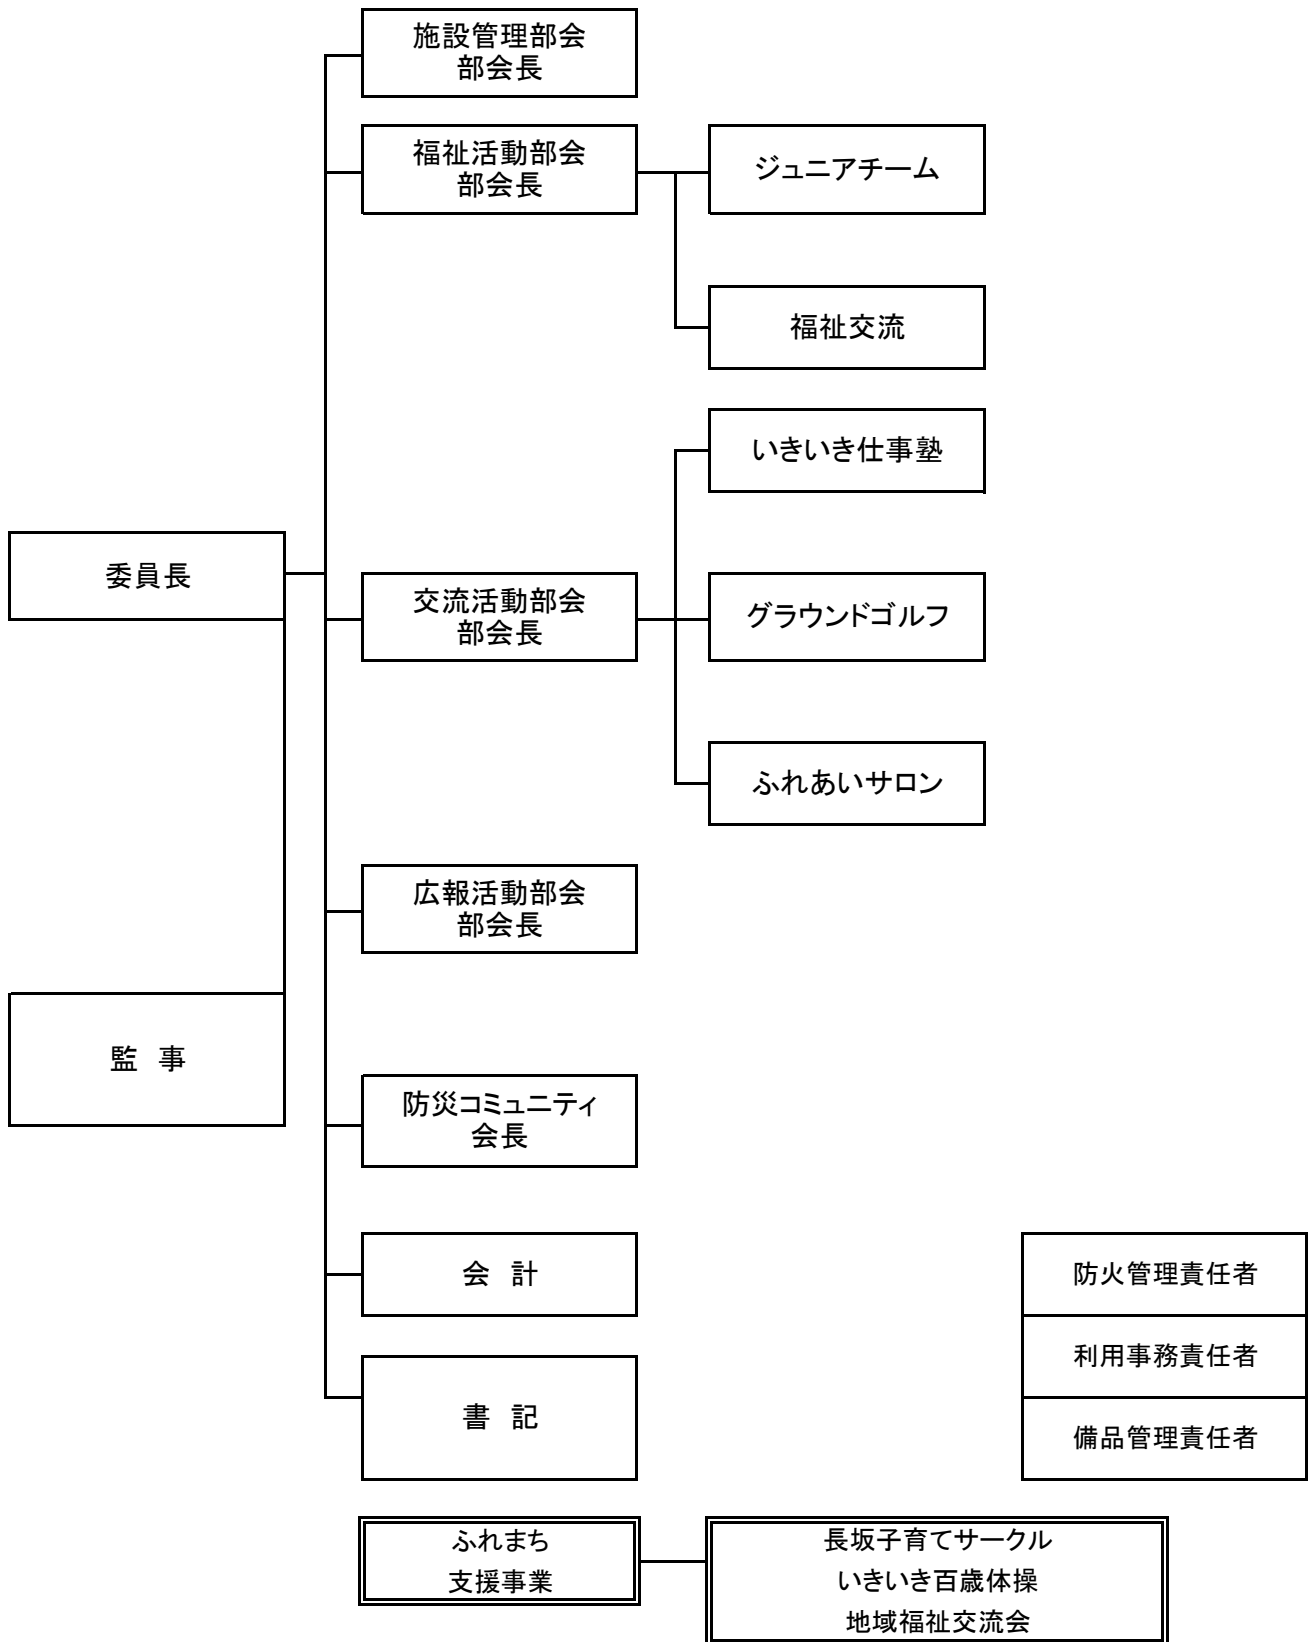 施設管理部会
部会長
福祉活動部会
部会長
ジュニアチーム
福祉交流
いきいき仕事塾
委員長
交流活動部会
部会長
グラウンドゴルフ
ふれあいサロン
広報活動部会
部会長
監　事
防災コミュニティ
会長
会　計
防火管理責任者
利用事務責任者
書　記
備品管理責任者
ふれまち
支援事業
長坂子育てサークル
いきいき百歳体操
地域福祉交流会